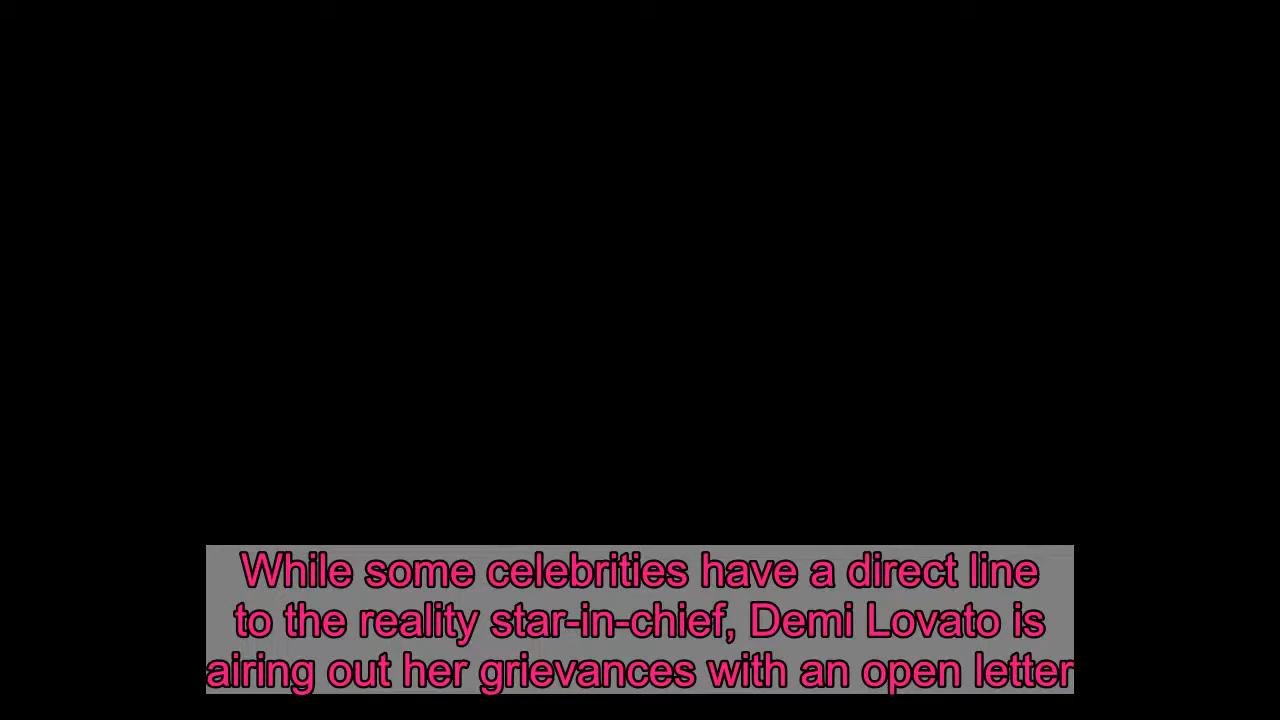 While some celebrities have a direct line
to the reality star-in-chief, Demi Lovato is
airing out her grievances with an open letter